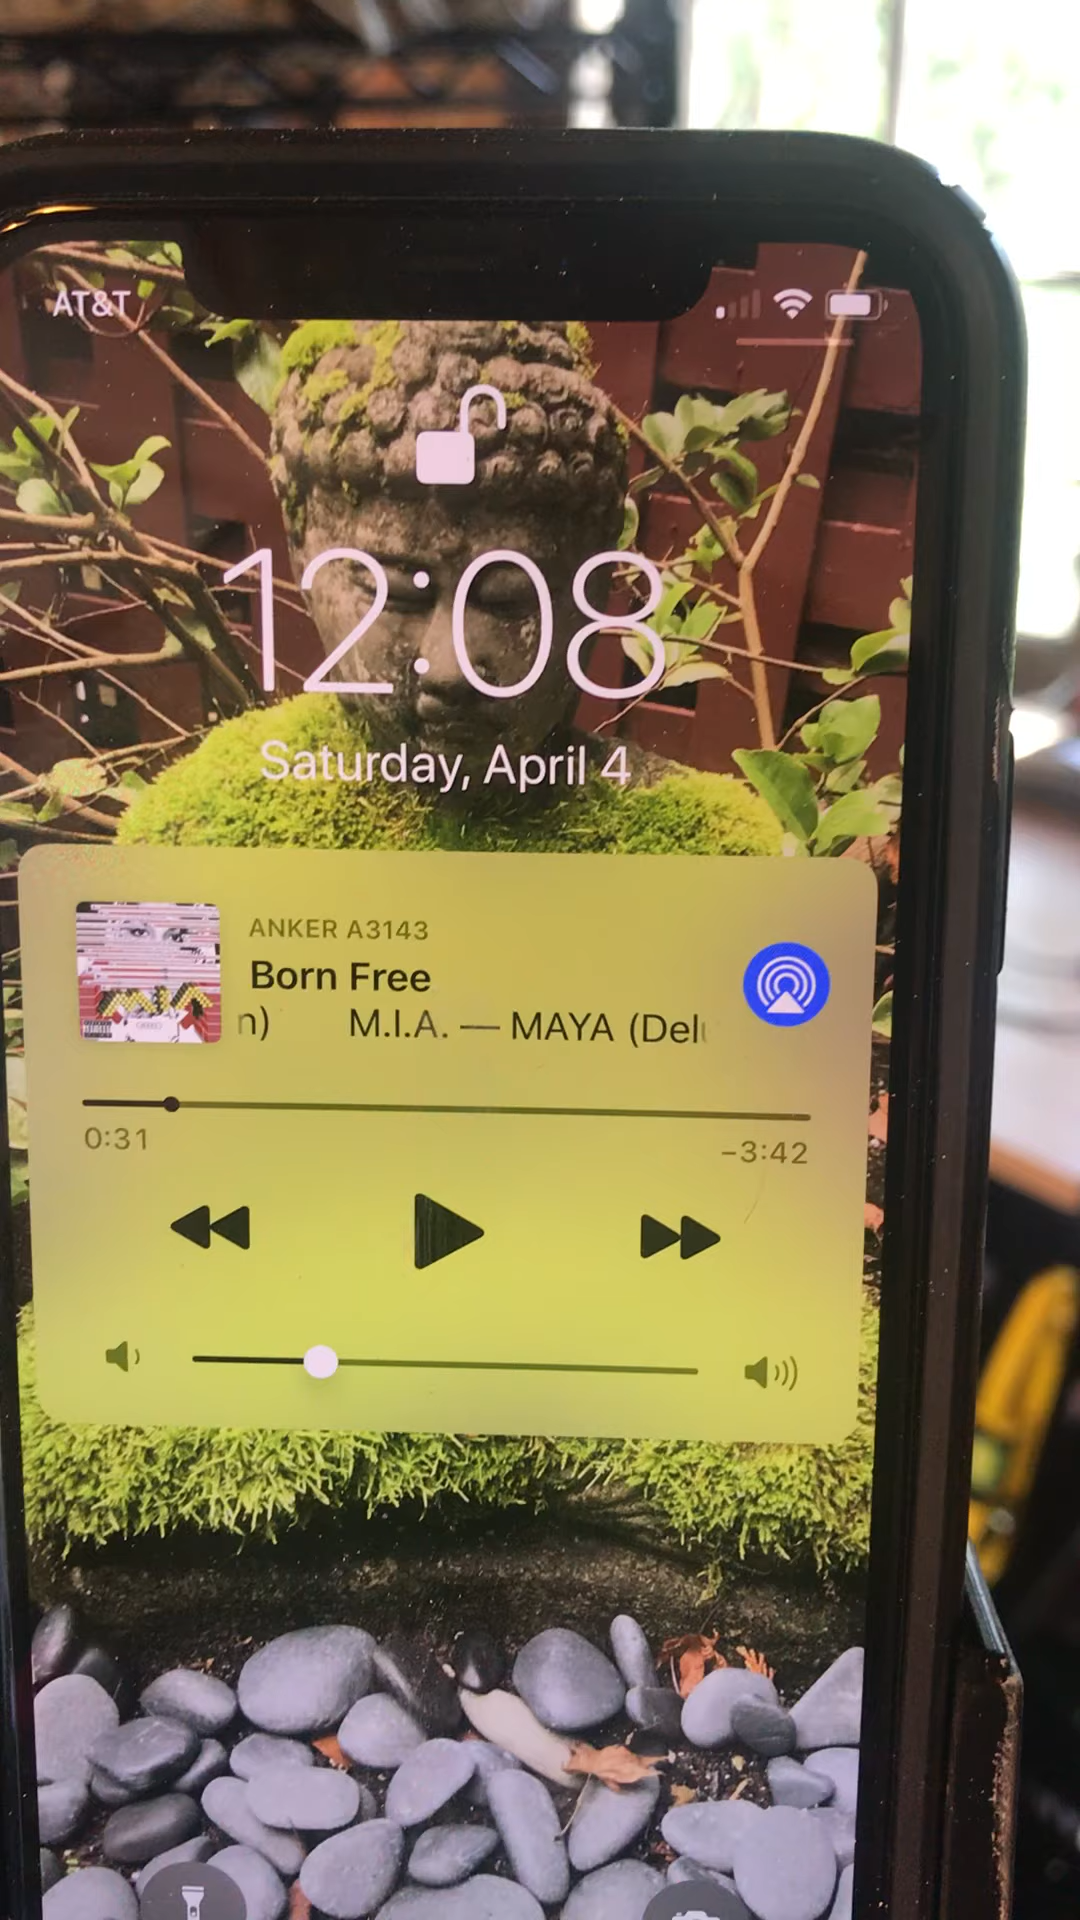 AT&T
12:08
Saturday, April 4
ANKER A3143
Born Free
n) M.I.A. — MAYA (Del
0:31
−3:42